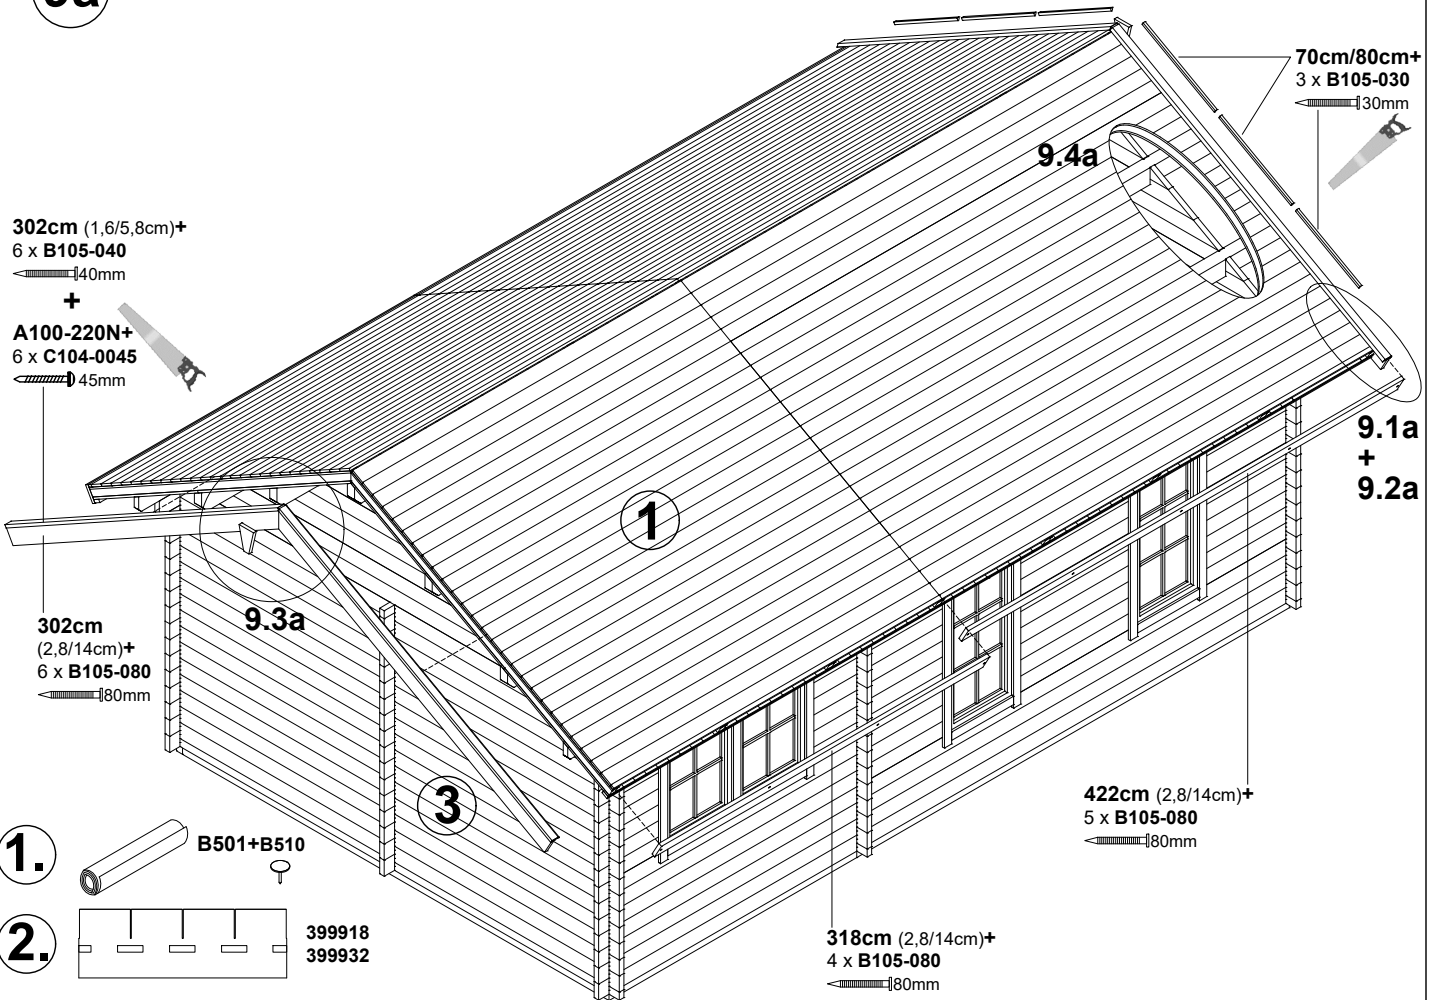 9a
70cm/80cm+
3 x B105-030
30mm
9.4a
302cm (1,6/5,8cm)+
6 x B105-040
40mm
+
A100-220N+
6 x C104-0045
45mm
9.1a
+
9.2a
1
9.3a
302cm
(2,8/14cm)+
6 x B105-080
80mm
3
422cm (2,8/14cm)+
5 x B105-080
80mm
1.
B501+B510
2.
399918
399932
318cm (2,8/14cm)+
4 x B105-080
80mm